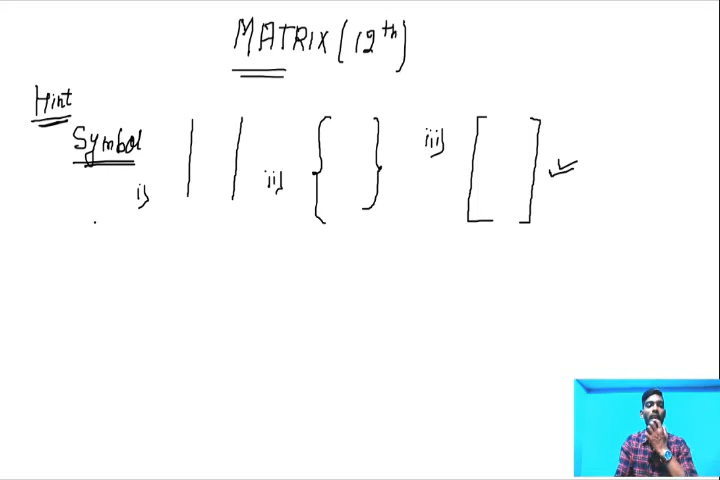 MATRIX (12th)
Hint
Symbol
i) | | ii) { } iii) [ ]